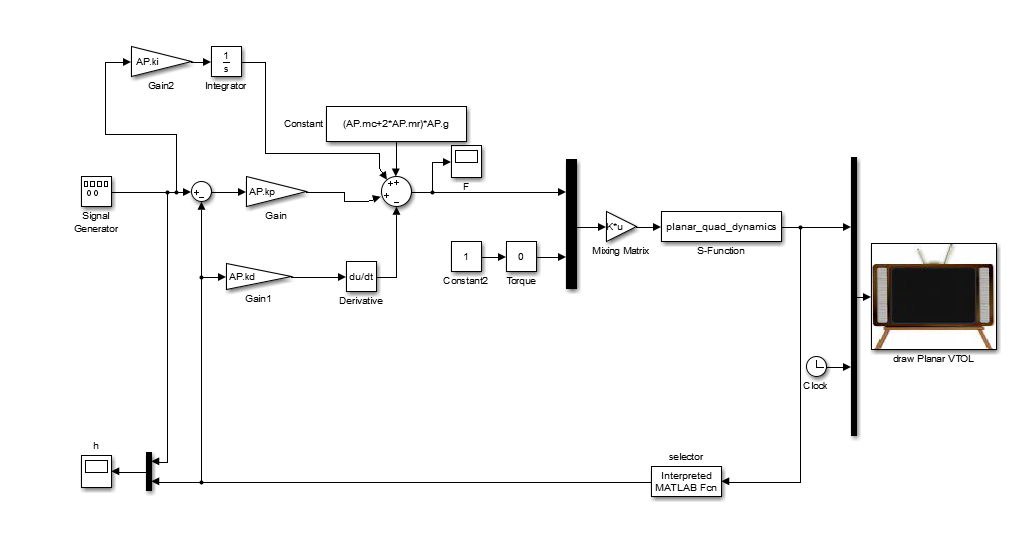 AP.ki
Gain2
1
s
Integrator
Constant
(AP.mc+2*AP.mr)*AP.g
++
+
−
F
Signal
Generator
+
−
AP.kp
Gain
K*u
Mixing Matrix
planar_quad_dynamics
S-Function
1
Constant2
0
Torque
AP.kd
Gain1
du/dt
Derivative
draw Planar VTOL
Clock
h
selector
Interpreted
MATLAB Fcn